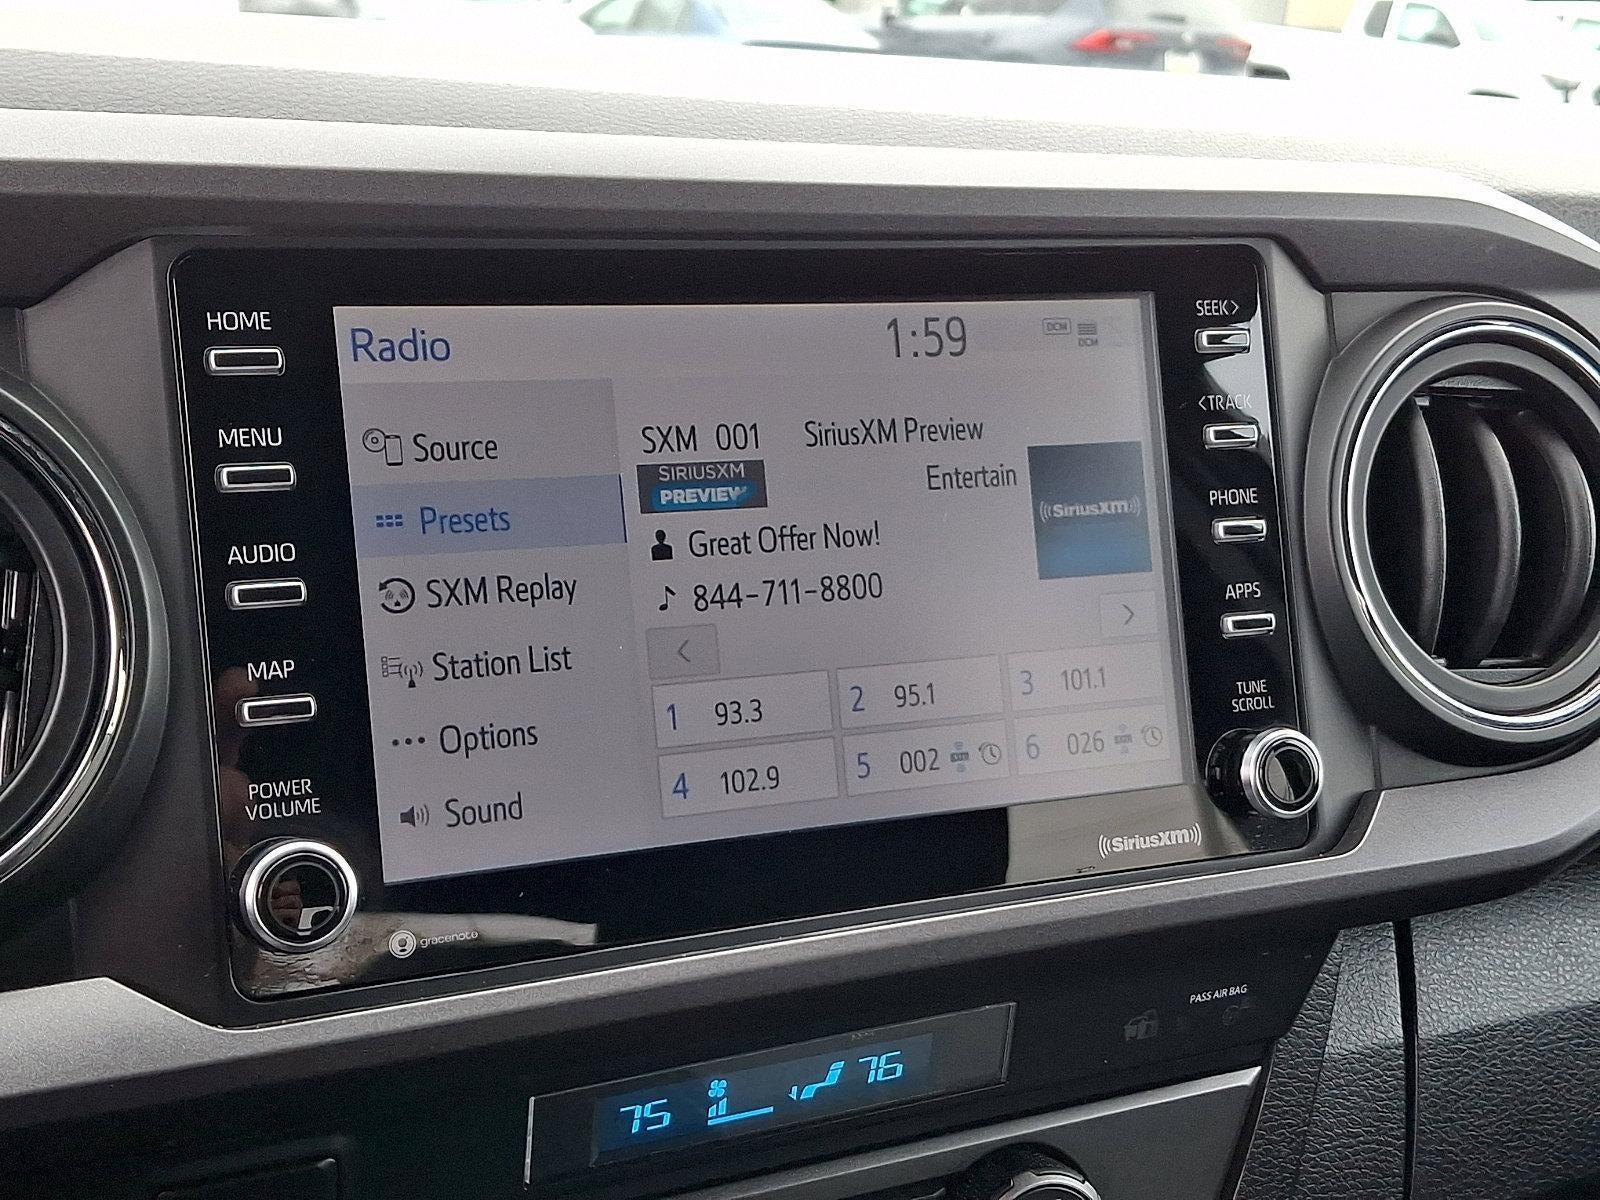 HOME
MENU
AUDIO
MAP
POWER
VOLUME
Radio
1:59
DCM
DCM
Source
Presets
SXM Replay
Station List
Options
Sound
SXM 001 SiriusXM Preview
Entertain
SIRIUSXM
PREVIEW
SiriusXM
Great Offer Now!
844-711-8800
<
>
1 93.3
2 95.1
3 101.1
4 102.9
5 002
6 026
SEEK>
<TRACK
PHONE
APPS
TUNE
SCROLL
SiriusXM
gracenote
PASS AIR BAG
75 76